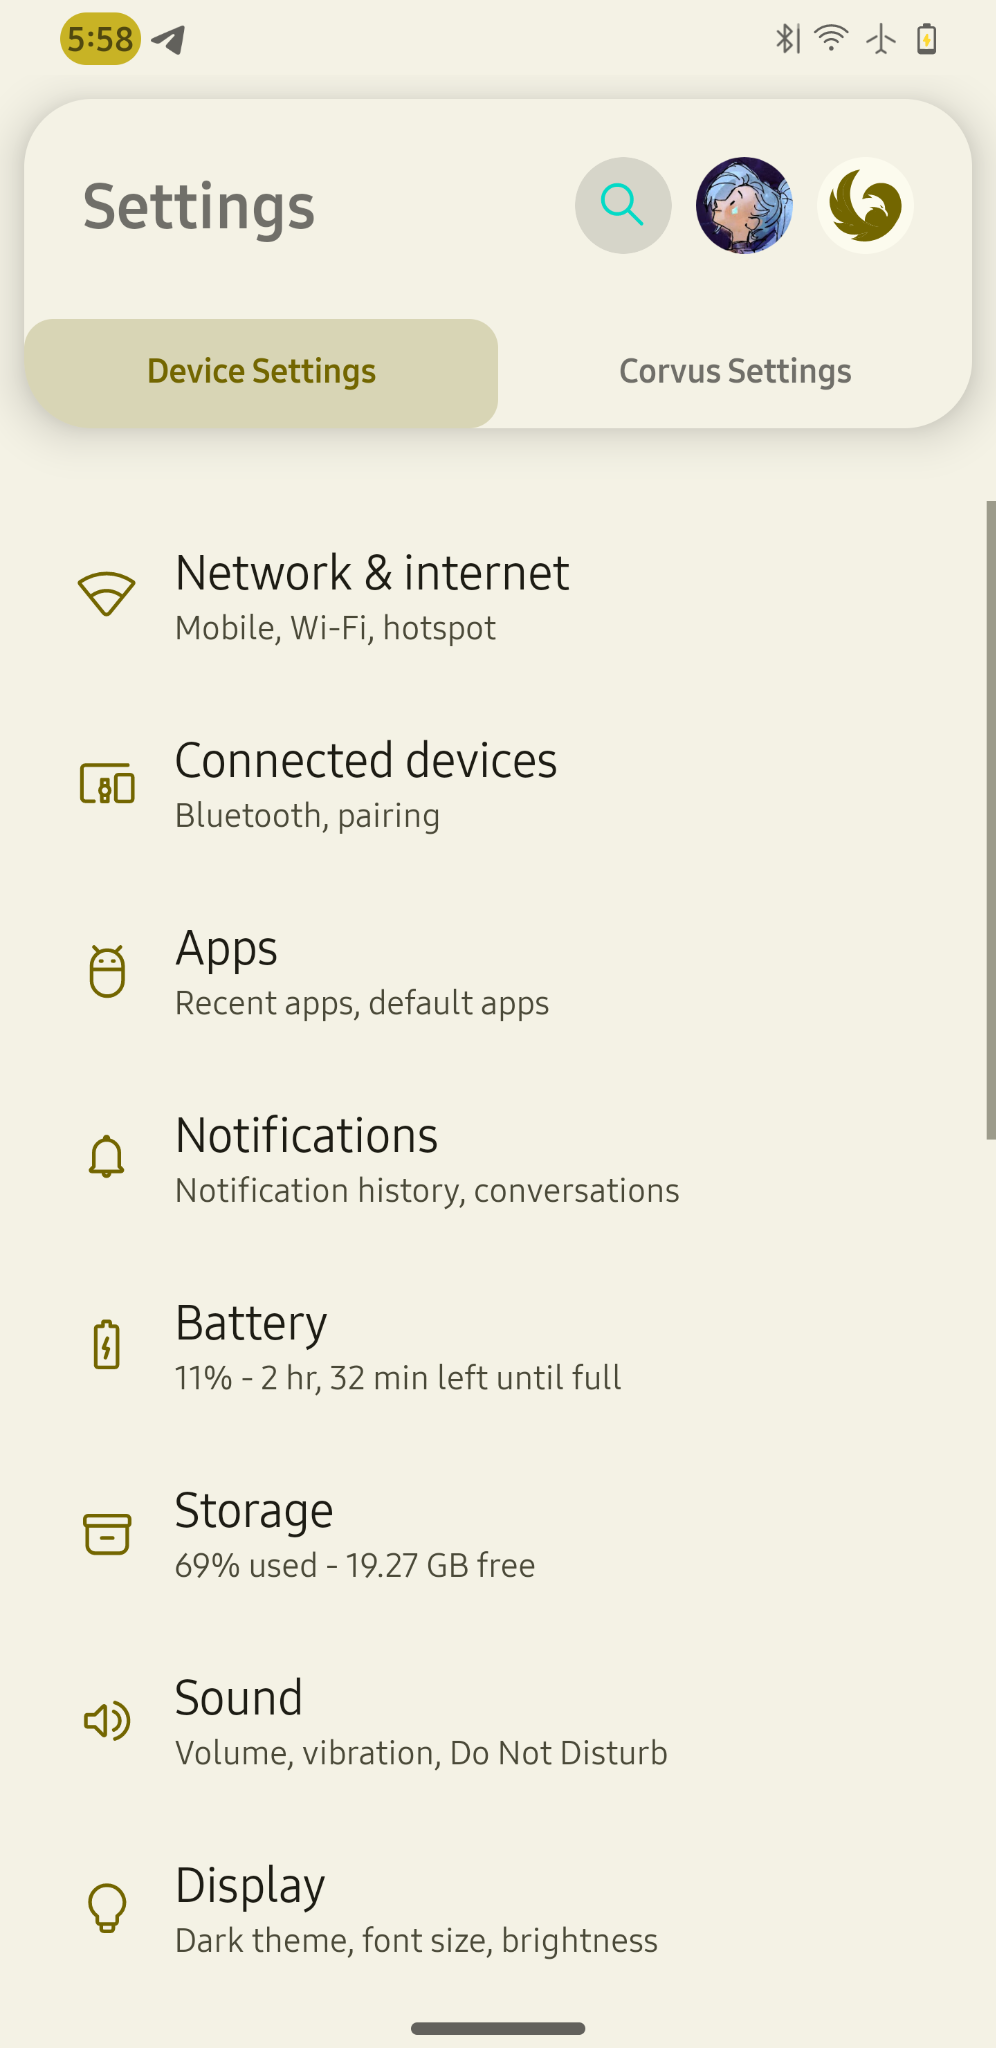 5:58
Settings
Device Settings
Corvus Settings
Network & internet
Mobile, Wi-Fi, hotspot
Connected devices
Bluetooth, pairing
Apps
Recent apps, default apps
Notifications
Notification history, conversations
Battery
11% - 2 hr, 32 min left until full
Storage
69% used - 19.27 GB free
Sound
Volume, vibration, Do Not Disturb
Display
Dark theme, font size, brightness